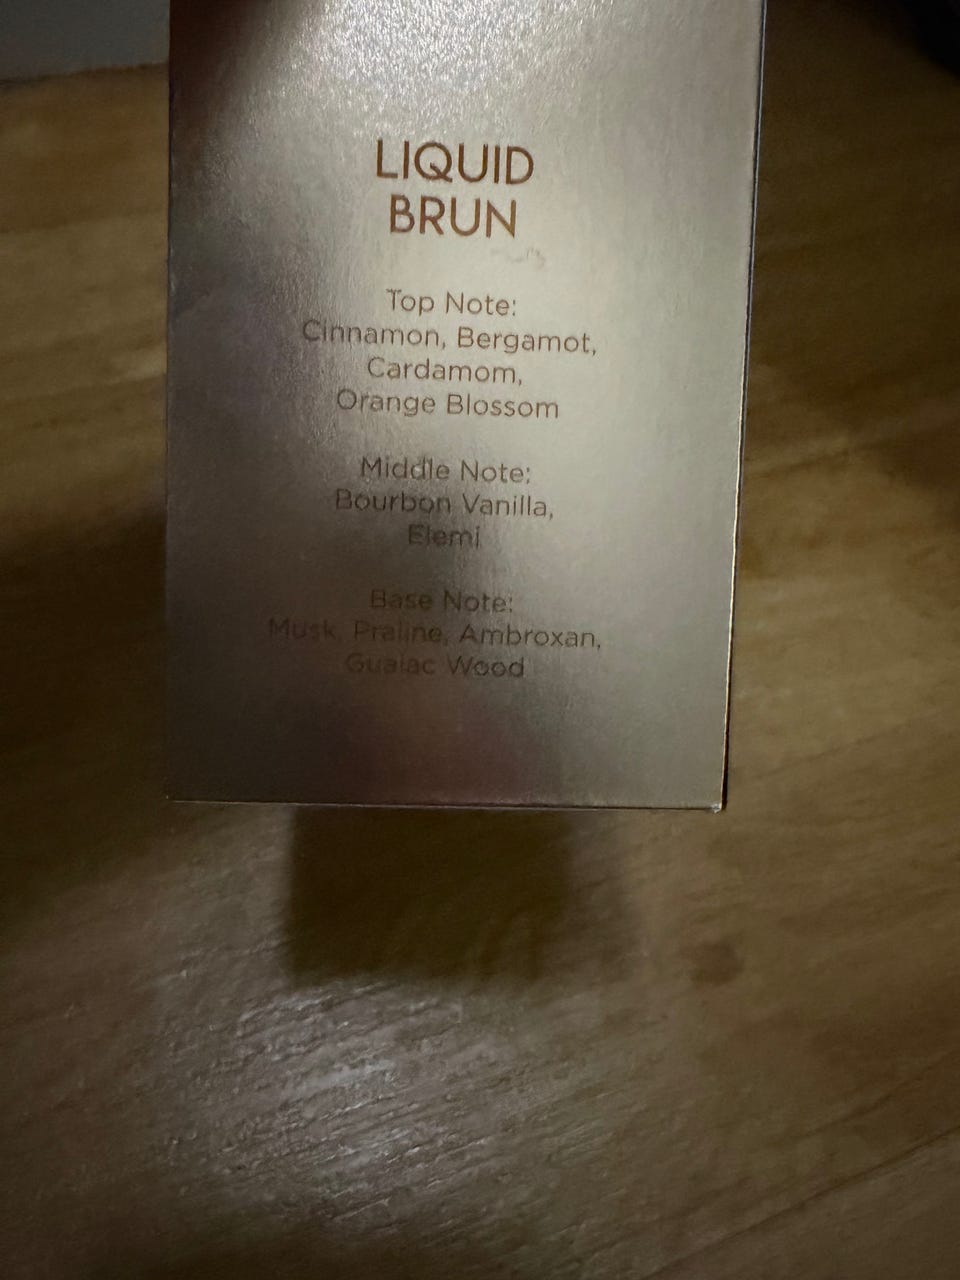 LIQUID
BRUN
Top Note:
Cinnamon, Bergamot,
Cardamom,
Orange Blossom
Middle Note:
Bourbon Vanilla,
Elemi
Base Note:
Musk, Praline, Ambroxan,
Guaiac Wood